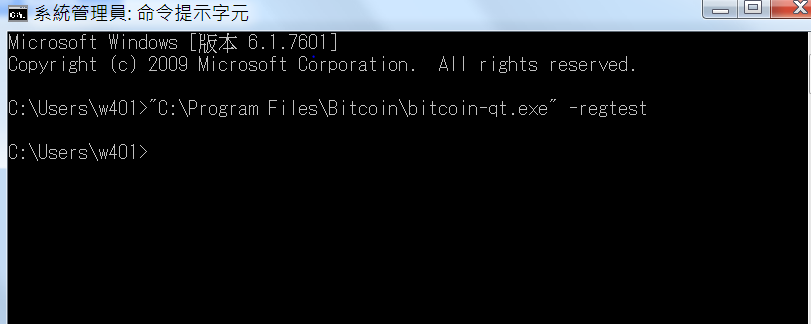 系統管理員: 命令提示字元
Microsoft Windows [版本 6.1.7601]
Copyright (c) 2009 Microsoft Corporation.  All rights reserved.
C:\Users\w401>"C:\Program Files\Bitcoin\bitcoin-qt.exe" -regtest
C:\Users\w401>